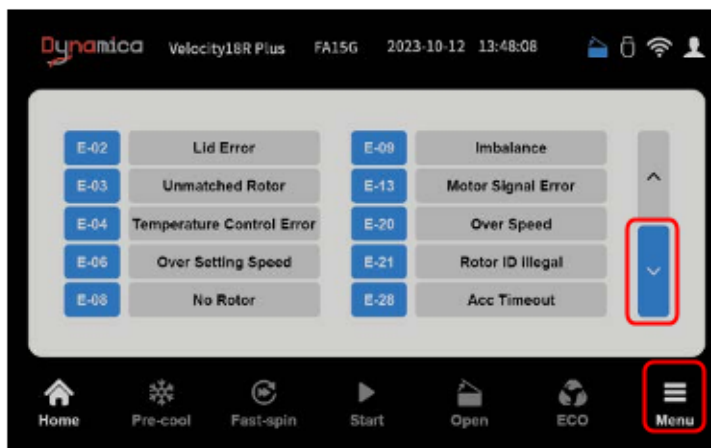 Dynamica Velocity18R Plus FA15G 2023-10-12 13:48:08
E-02 Lid Error E-09 Imbalance
E-03 Unmatched Rotor E-13 Motor Signal Error
E-04 Temperature Control Error E-20 Over Speed
E-06 Over Setting Speed E-21 Rotor ID illegal
E-08 No Rotor E-28 Acc Timeout
Home Pre-cool Fast-spin Start Open ECO Menu